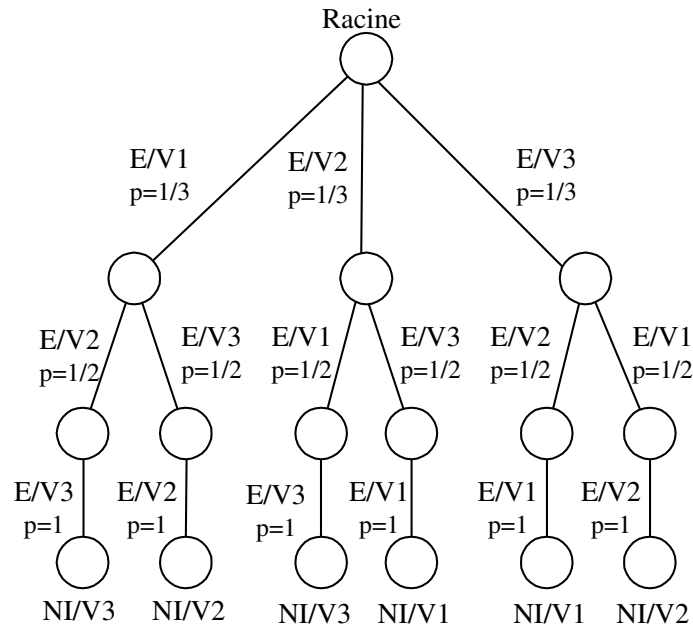 Racine
E/V1
p=1/3
E/V2
p=1/3
E/V3
p=1/3
E/V2
p=1/2
E/V3
p=1/2
E/V1
p=1/2
E/V3
p=1/2
E/V2
p=1/2
E/V1
p=1/2
E/V3
p=1
E/V2
p=1
E/V3
p=1
E/V1
p=1
E/V1
p=1
E/V2
p=1
NI/V3
NI/V2
NI/V3
NI/V1
NI/V1
NI/V2